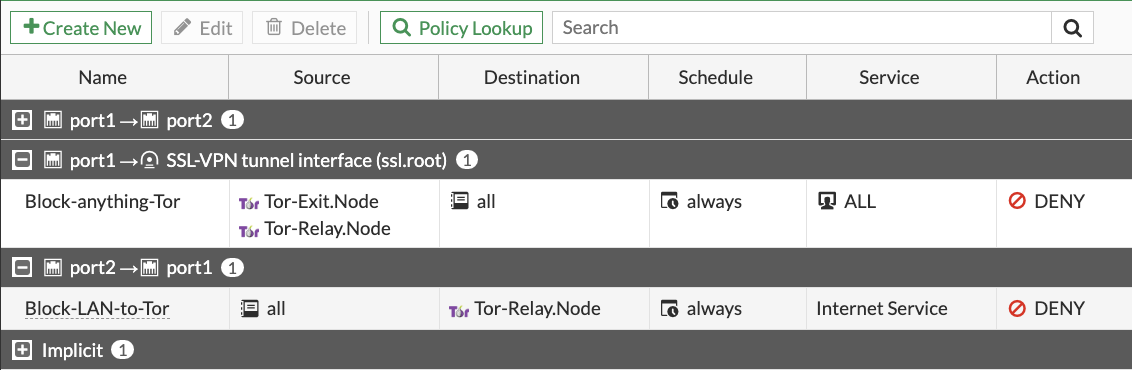 Create New Edit Delete Policy Lookup Search
Name Source Destination Schedule Service Action
port1 → port2 1
port1 → SSL-VPN tunnel interface (ssl.root) 1
Block-anything-Tor Tor Tor-Exit.Node all always ALL DENY
Tor Tor-Relay.Node
port2 → port1 1
Block-LAN-to-Tor all Tor Tor-Relay.Node always Internet Service DENY
Implicit 1